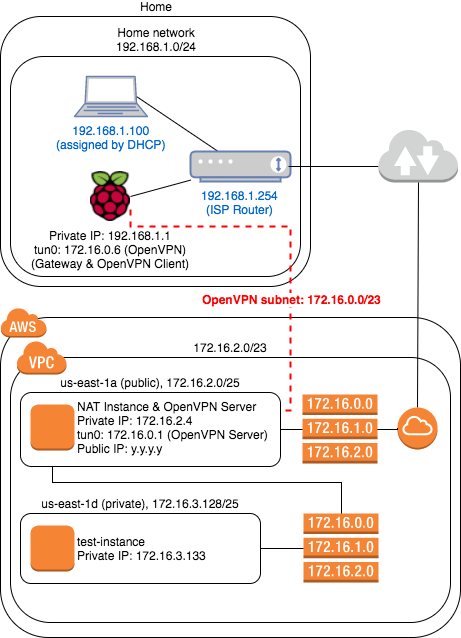 Home
Home network
192.168.1.0/24
192.168.1.100
(assigned by DHCP)
192.168.1.254
(ISP Router)
Private IP: 192.168.1.1
tun0: 172.16.0.6 (OpenVPN)
(Gateway & OpenVPN Client)
OpenVPN subnet: 172.16.0.0/23
AWS
172.16.2.0/23
VPC
us-east-1a (public), 172.16.2.0/25
NAT Instance & OpenVPN Server
Private IP: 172.16.2.4
tun0: 172.16.0.1 (OpenVPN Server)
Public IP: y.y.y.y
172.16.0.0
172.16.1.0
172.16.2.0
us-east-1d (private), 172.16.3.128/25
test-instance
Private IP: 172.16.3.133
172.16.0.0
172.16.1.0
172.16.2.0